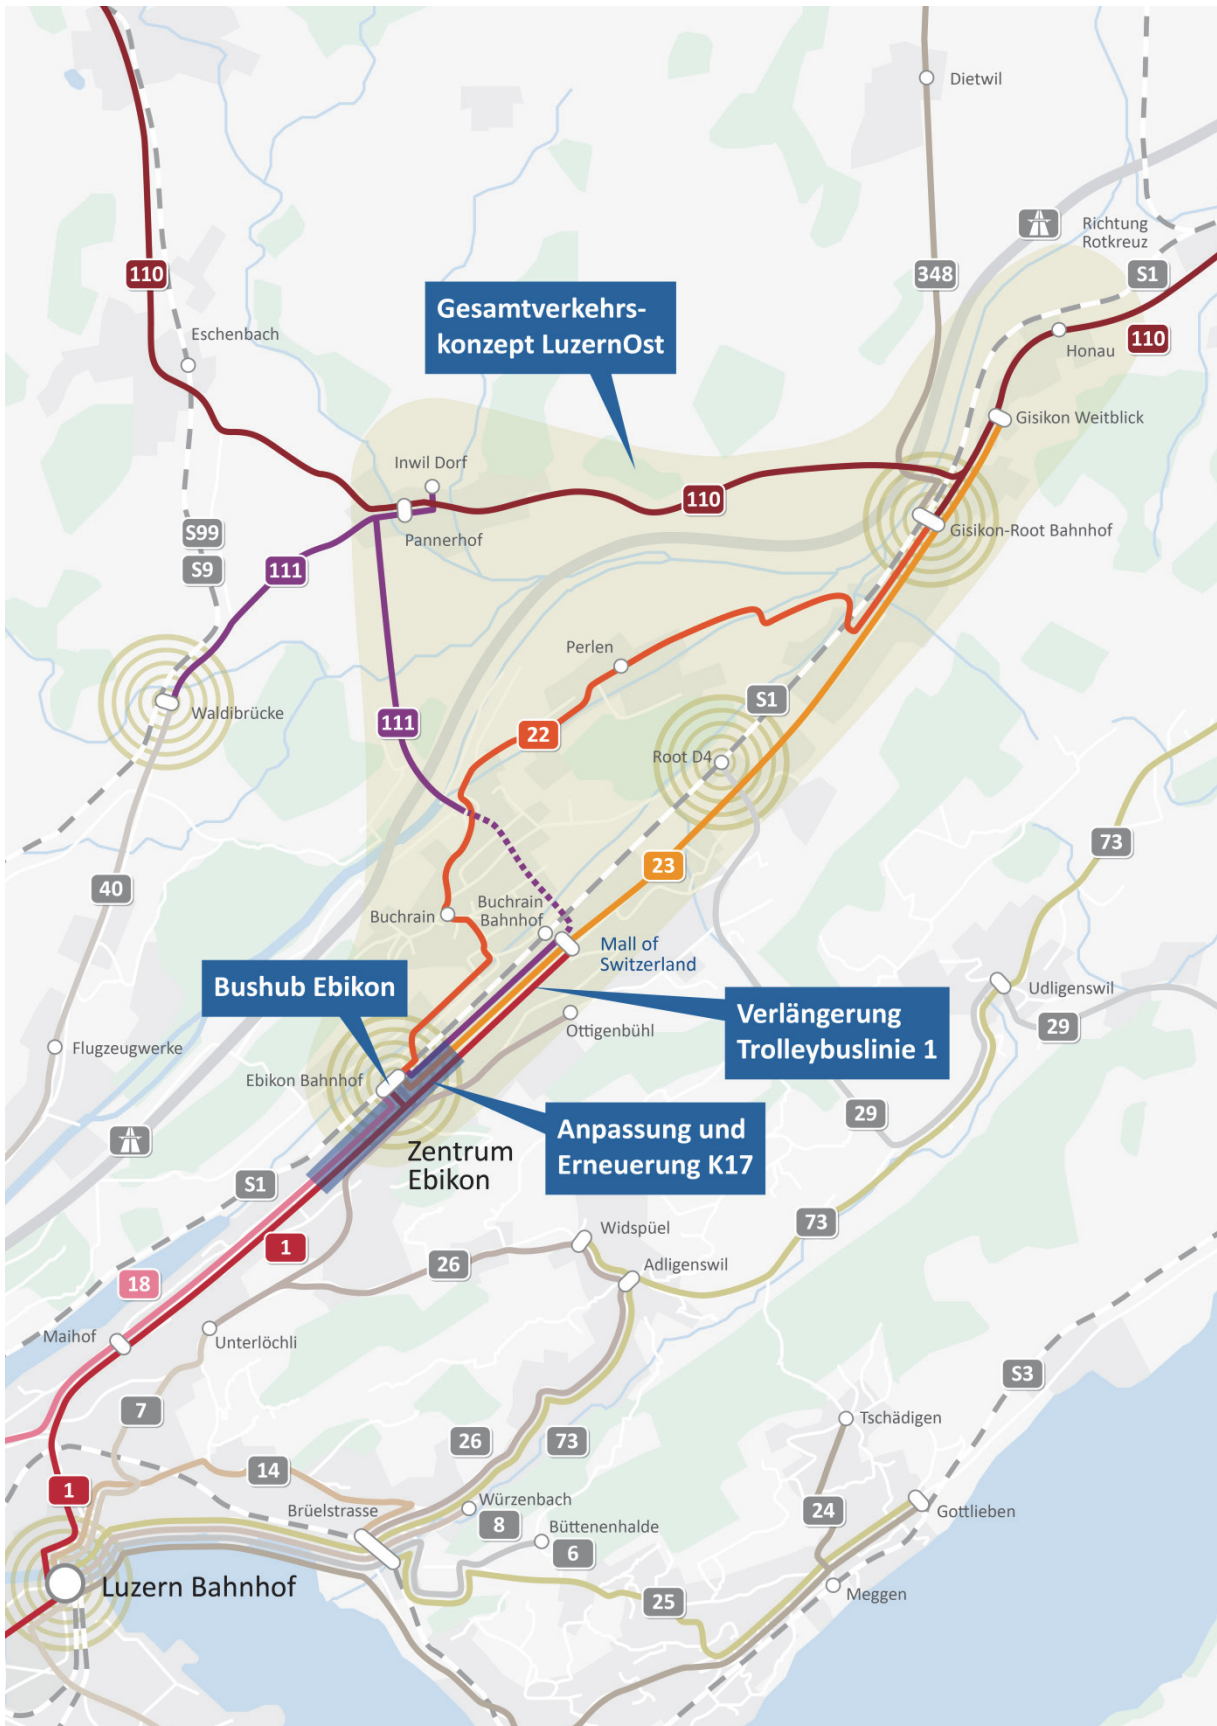 Dietwil
Richtung
Rotkreuz
110
348
S1
Gesamtverkehrs-
konzept LuzernOst
Eschenbach
110
Honau
Gisikon Weitblick
Inwil Dorf
110
Pannerhof
Gisikon-Root Bahnhof
S99
S9
111
Perlen
S1
Waldibrücke
111
22
Root D4
73
23
40
Buchrain
Buchrain
Bahnhof
Mall of
Switzerland
Bushub Ebikon
Verlängerung
Trolleybuslinie 1
Udligenswil
29
Ottigenbühl
Flugzeugwerke
Ebikon Bahnhof
29
Anpassung und
Erneuerung K17
Zentrum
Ebikon
S1
73
Widspüel
1
26
Adligenswil
18
Maihof
Unterlöchli
S3
7
Tschädigen
26
73
14
1
Würzenbach
Brüelstrasse
8
24
Gottlieben
Büttenenhalde
6
Luzern Bahnhof
Meggen
25